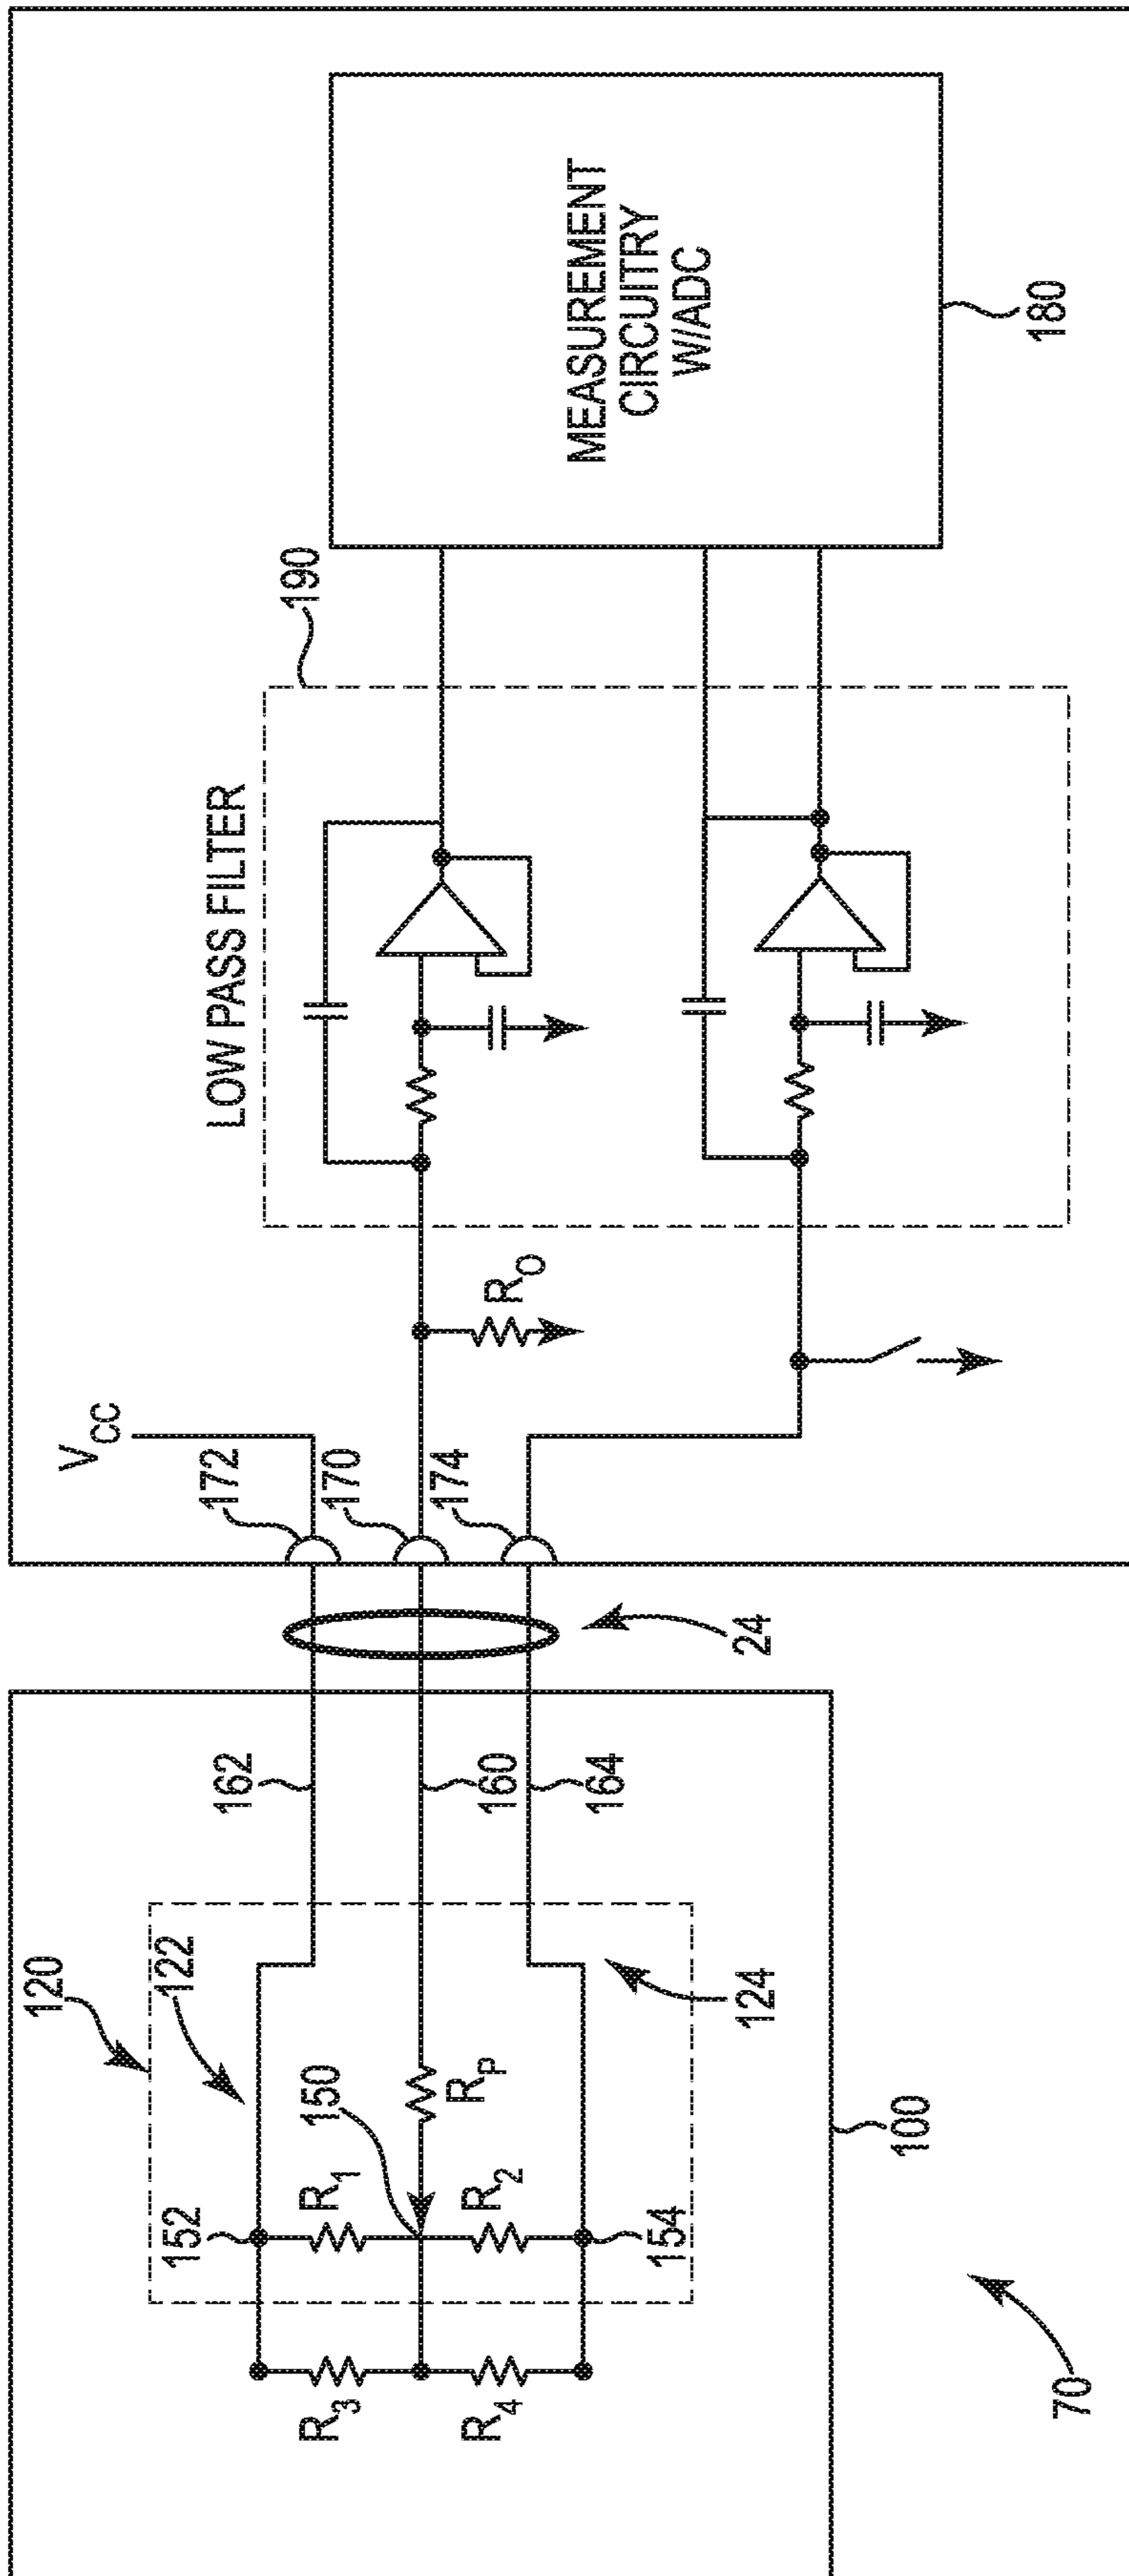 120
122
152
R1
150
R3
RP
R2
R4
154
124
100
70
162
160
164
24
VCC
172
170
174
RO
LOW PASS FILTER
190
MEASUREMENT
CIRCUITRY
W/ADC
180